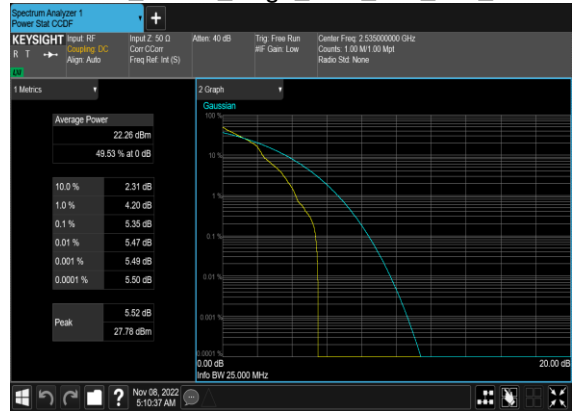 Spectrum Analyzer 1
Power Stat CCDF
+
KEYSIGHT
R T
Input: RF
Coupling: DC
Align: Auto
Input Z: 50 Ω
Corr CCorr
Freq Ref: Int (S)
Atten: 40 dB
Trig: Free Run
#IF Gain: Low
Center Freq: 2.535000000 GHz
Counts: 1.00 M/1.00 Mpt
Radio Std: None
1 Metrics
Average Power
22.26 dBm
49.53 % at 0 dB
10.0 % 2.31 dB
1.0 % 4.20 dB
0.1 % 5.35 dB
0.01 % 5.47 dB
0.001 % 5.49 dB
0.0001 % 5.50 dB
Peak
5.52 dB
27.78 dBm
2 Graph
Gaussian
100 %
10 %
1 %
0.1 %
0.01 %
0.001 %
0.0001 %
0.00 dB 20.00 dB
Info BW 25.000 MHz
?
Nov 08, 2022
5:10:37 AM